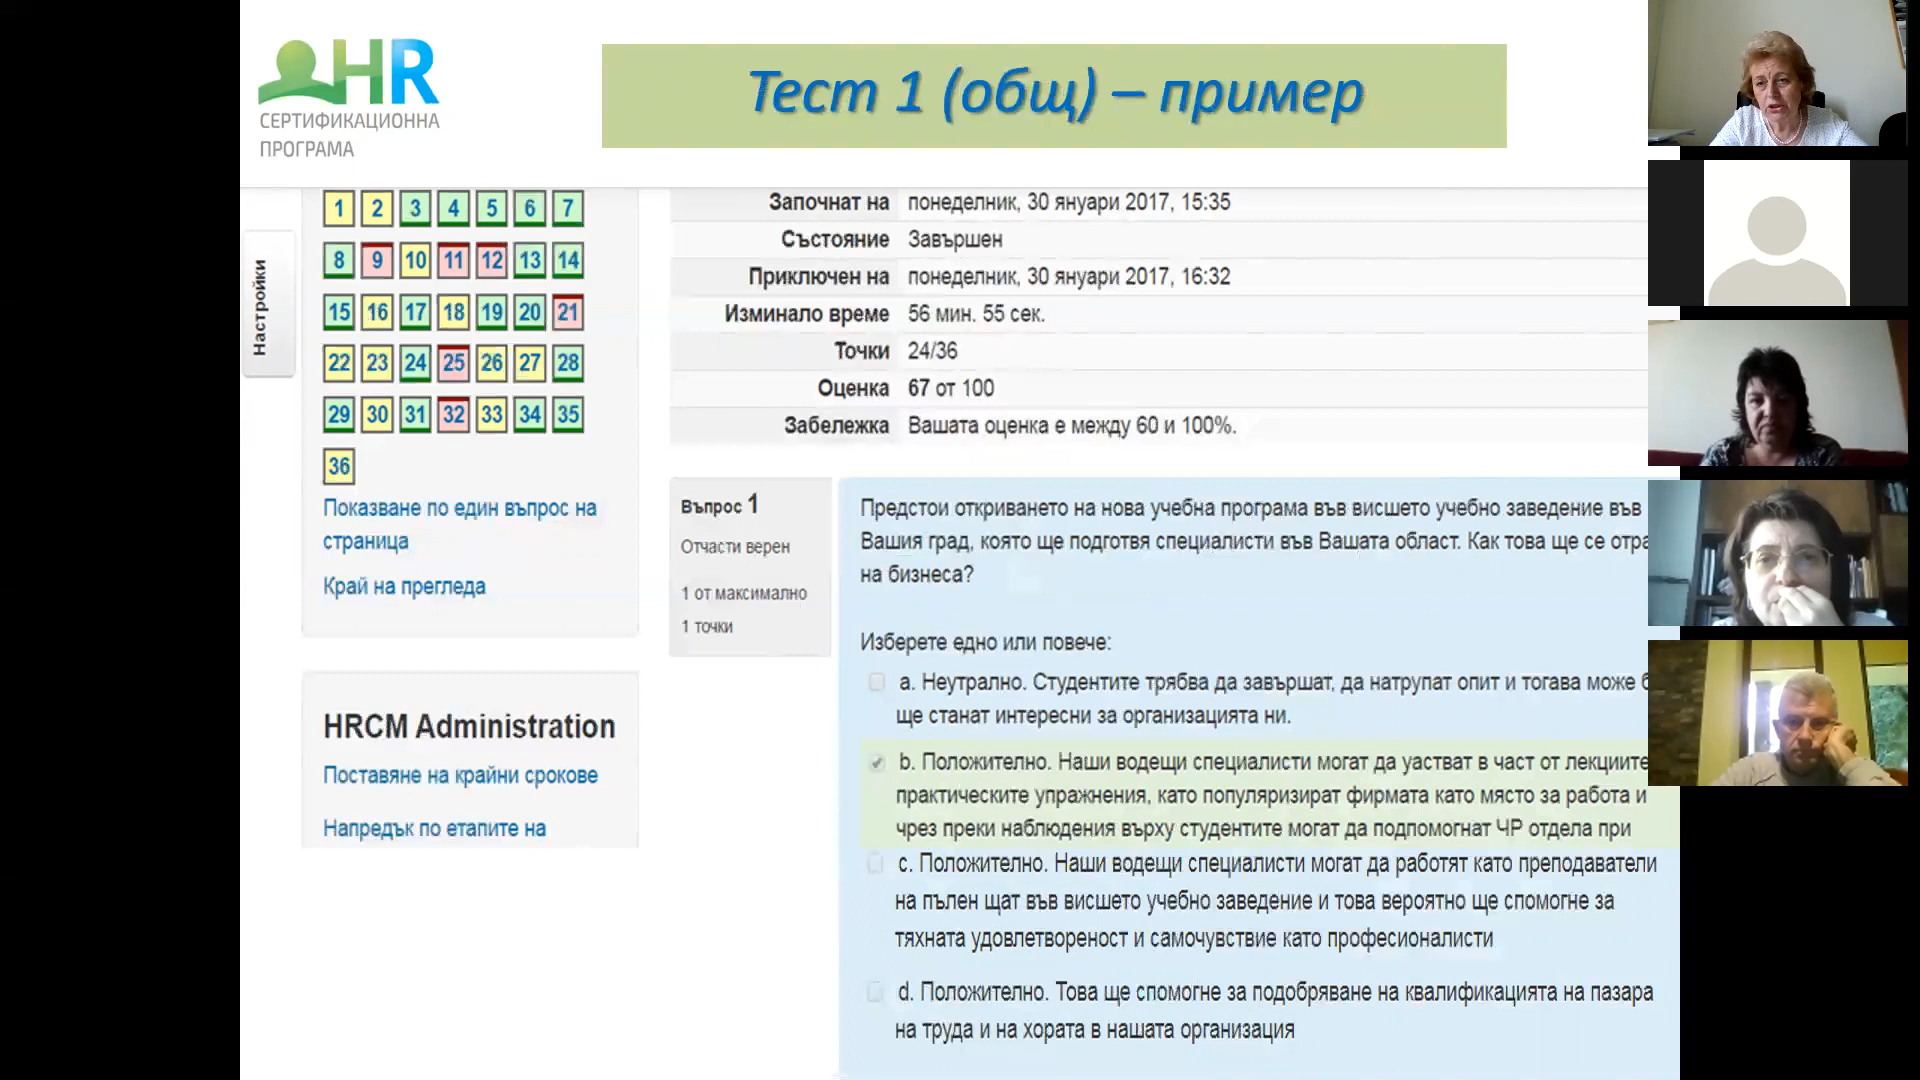 HR
СЕРТИФИКАЦИОННА
ПРОГРАМА
Тест 1 (общ) – пример
Настройки
1 2 3 4 5 6 7
8 9 10 11 12 13 14
15 16 17 18 19 20 21
22 23 24 25 26 27 28
29 30 31 32 33 34 35
36
Показване по един въпрос на
страница
Край на прегледа
HRCM Administration
Поставяне на крайни срокове
Напредък по етапите на
Започнат на понеделник, 30 януари 2017, 15:35
Състояние Завършен
Приключен на понеделник, 30 януари 2017, 16:32
Изминало време 56 мин. 55 сек.
Точки 24/36
Оценка 67 от 100
Забележка Вашата оценка е между 60 и 100%.
Въпрос 1
Отчасти верен
1 от максимално
1 точки
Предстои откриването на нова учебна програма във висшето учебно заведение във
Вашия град, която ще подготвя специалисти във Вашата област. Как това ще се отра
на бизнеса?
Изберете едно или повече:
a. Неутрално. Студентите трябва да завършат, да натрупат опит и тогава може б
ще станат интересни за организацията ни.
b. Положително. Наши водещи специалисти могат да уастват в част от лекциите
практическите упражнения, като популяризират фирмата като място за работа и
чрез преки наблюдения върху студентите могат да подпомогнат ЧР отдела при
c. Положително. Наши водещи специалисти могат да работят като преподаватели
на пълен щат във висшето учебно заведение и това вероятно ще спомогне за
тяхната удовлетвореност и самочувствие като професионалисти
d. Положително. Това ще спомогне за подобряване на квалификацията на пазара
на труда и на хората в нашата организация